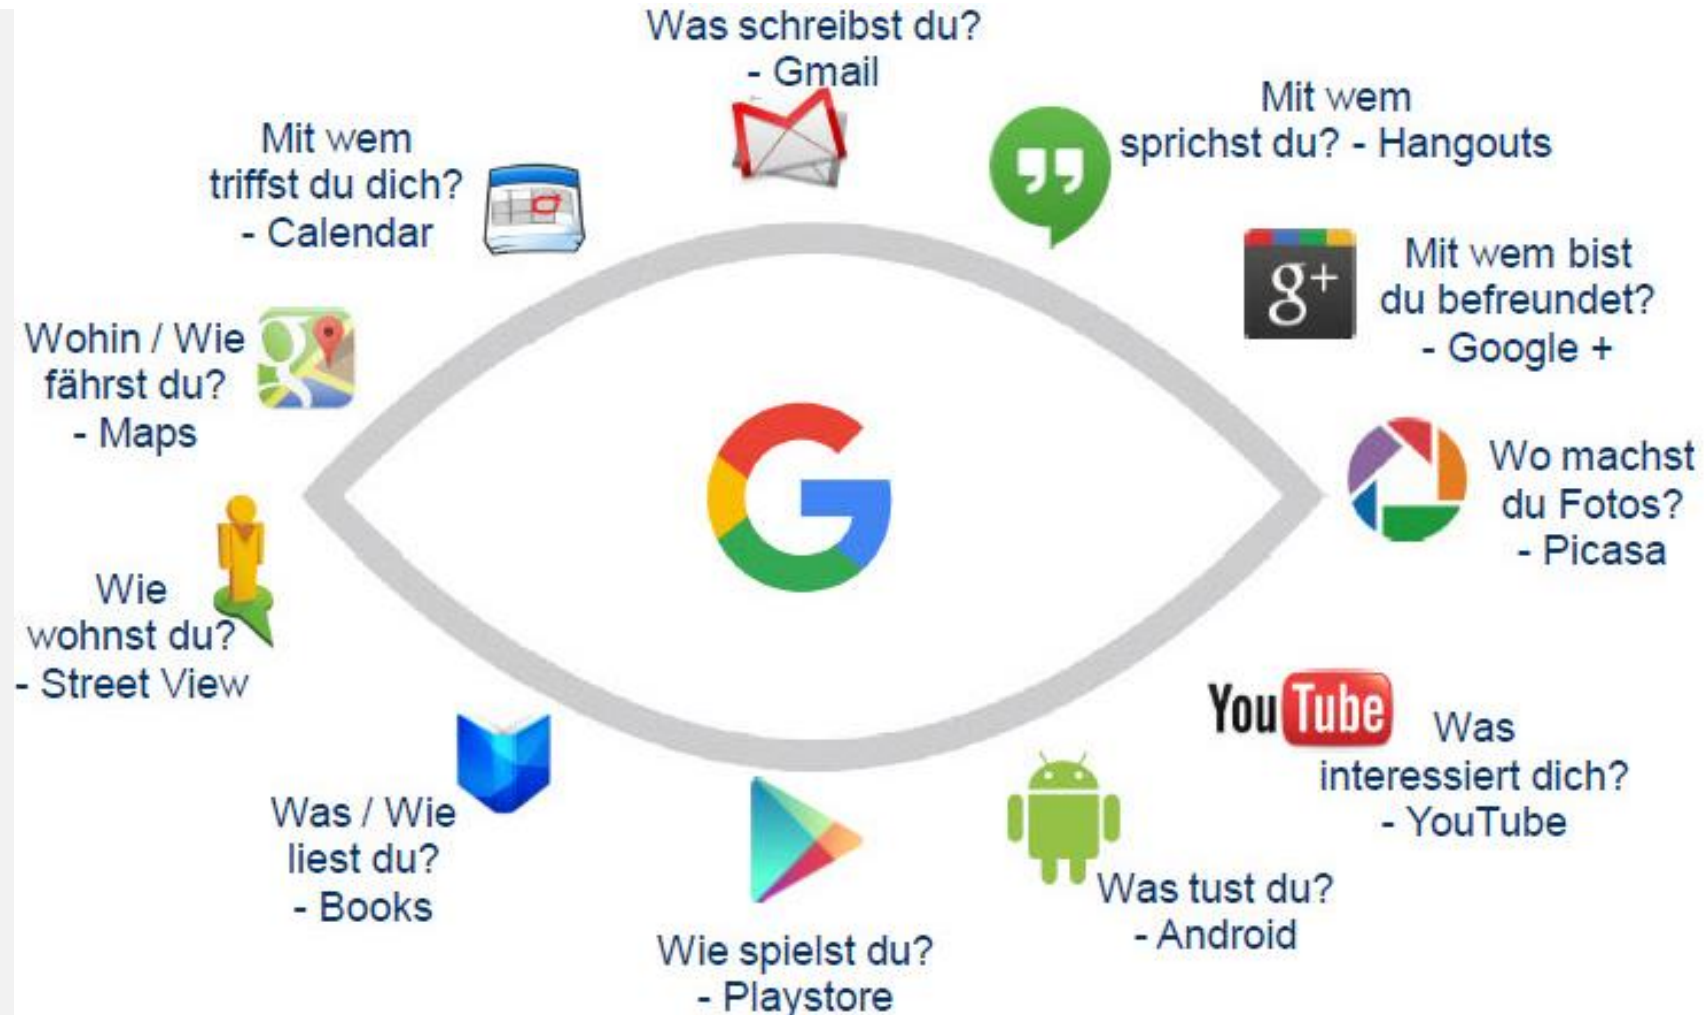 Was schreibst du?
- Gmail
Mit wem
sprichst du? - Hangouts
Mit wem bist
du befreundet?
- Google +
g+
Wo machst
du Fotos?
- Picasa
YouTube
Was
interessiert dich?
- YouTube
Was tust du?
- Android
Wie spielst du?
- Playstore
Was / Wie
liest du?
- Books
Wie
wohnst du?
- Street View
Wohin / Wie
fährst du?
- Maps
g
Mit wem
triffst du dich?
- Calendar
G